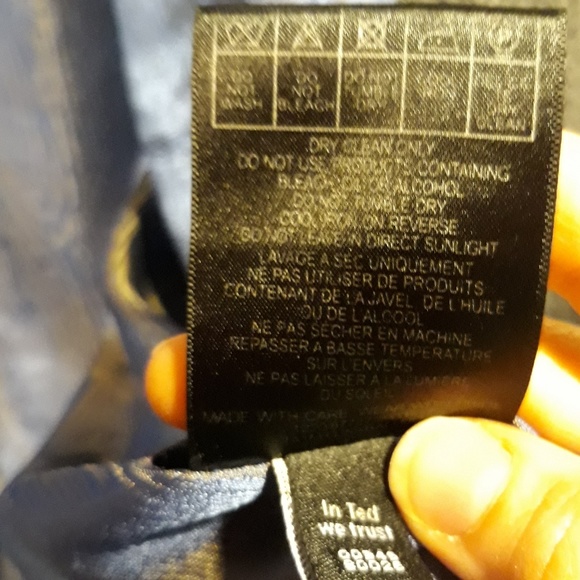 DO NOT WASH
DO NOT BLEACH
DO NOT DRY
DRY CLEAN
DRY CLEAN ONLY
DO NOT USE PRODUCTS CONTAINING
BLEACH OIL OR ALCOHOL
DO NOT TUMBLE DRY
COOL IRON ON REVERSE
DO NOT LEAVE IN DIRECT SUNLIGHT
LAVAGE A SEC UNIQUEMENT
NE PAS UTILISER DE PRODUITS
CONTENANT DE LA JAVEL DE L'HUILE
OU DE L'ALCOOL
NE PAS SECHER EN MACHINE
REPASSER A BASSE TEMPERATURE
SUR L'ENVERS
NE PAS LAISSER A LA LUMIERE
DU SOLEIL
MADE WITH CARE
In Ted
we trust